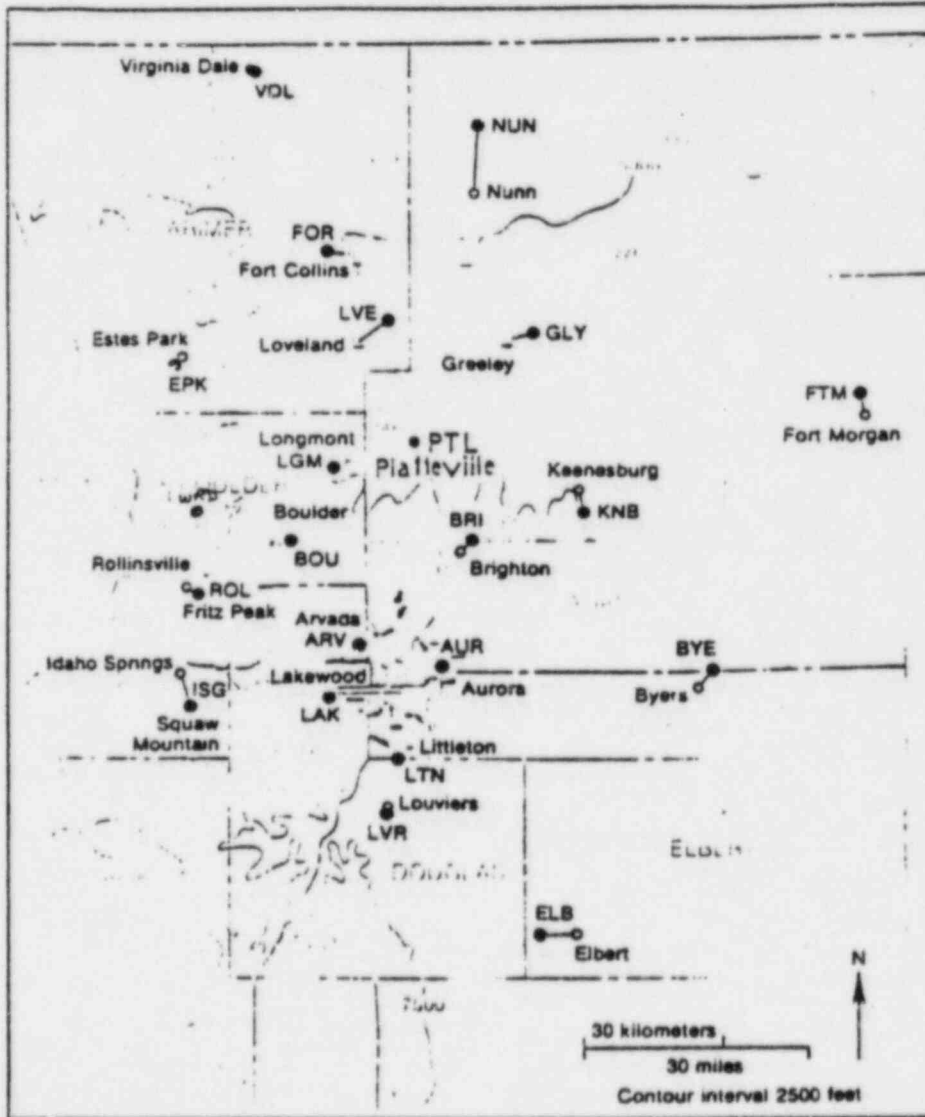 Virginia Dale
VDL
NUN
Nunn
FOR
Fort Collins
LVE
Loveland
GLY
Greeley
Estes Park
EPK
FTM
Fort Morgan
Longmont
LGM
PTL
Platteville
Keenesburg
KNB
Boulder
BOU
BRI
Brighton
Rollinsville
ROL
Fritz Peak
Arvada
ARV
AUR
Aurora
BYE
Byers
Idaho Springs
ISG
Squaw
Mountain
Lakewood
LAK
Littleton
LTN
Louviers
LVR
DOUGLAS
ELB
Elbert
7500
N
30 kilometers
30 miles
Contour interval 2500 feet